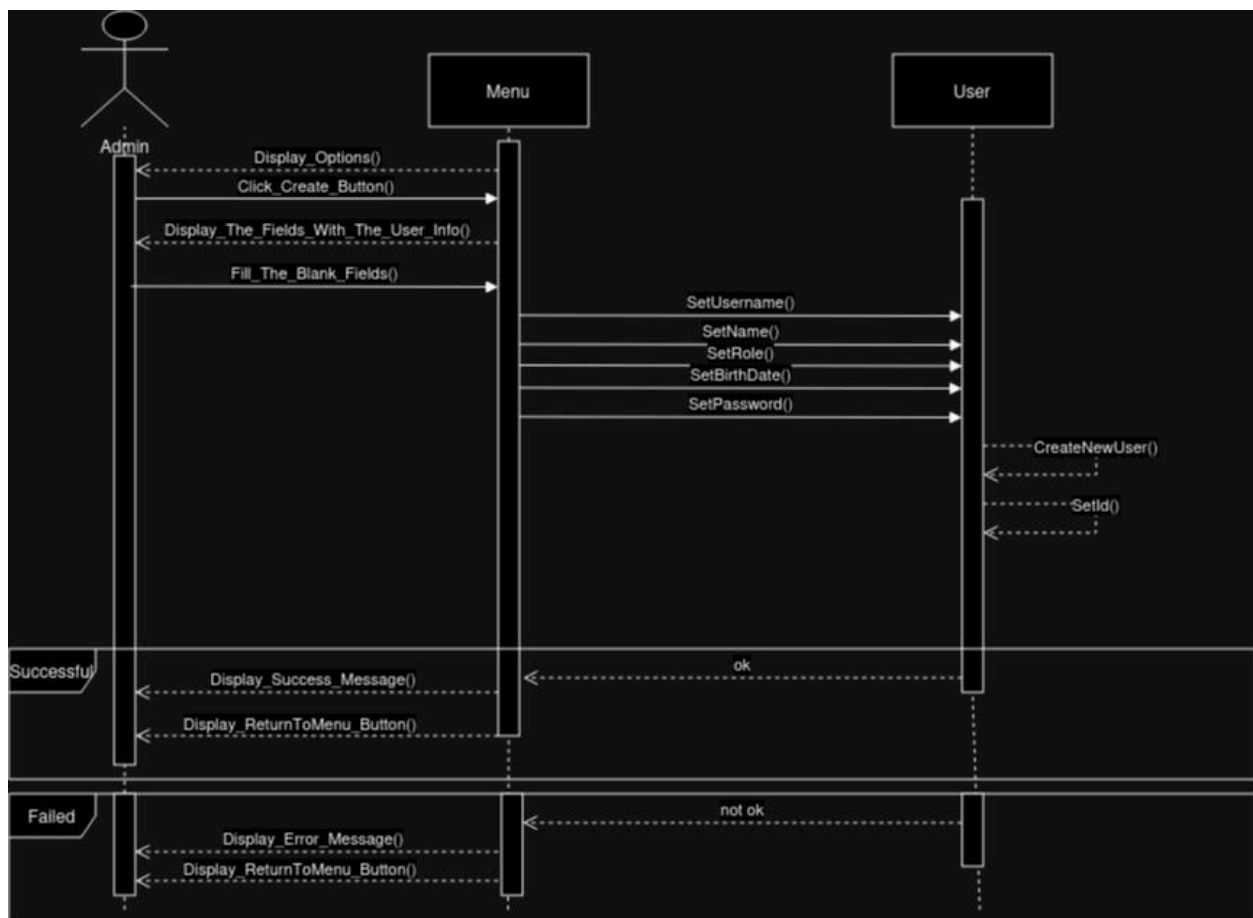 Menu
User
Admin
Display_Options()
Click_Create_Button()
Display_The_Fields_With_The_User_Info()
Fill_The_Blank_Fields()
SetUsername()
SetName()
SetRole()
SetBirthDate()
SetPassword()
CreateNewUser()
SetId()
Successful
ok
Display_Success_Message()
Display_ReturnToMenu_Button()
Failed
not ok
Display_Error_Message()
Display_ReturnToMenu_Button()